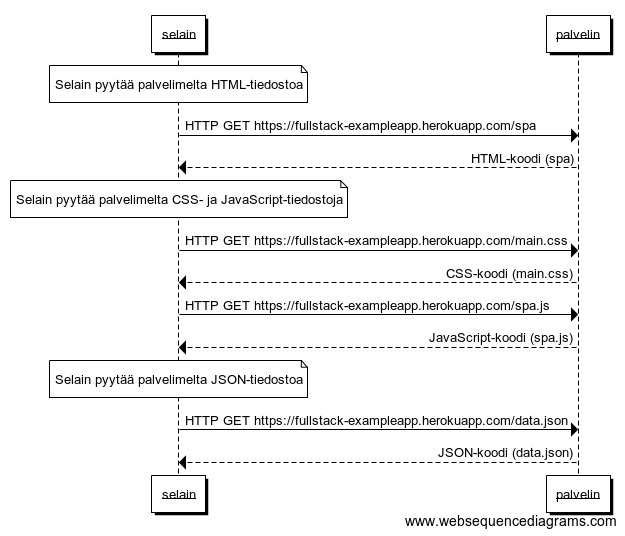 selain
palvelin
Selain pyytää palvelimelta HTML-tiedostoa
HTTP GET https://fullstack-exampleapp.herokuapp.com/spa
HTML-koodi (spa)
Selain pyytää palvelimelta CSS- ja JavaScript-tiedostoja
HTTP GET https://fullstack-exampleapp.herokuapp.com/main.css
CSS-koodi (main.css)
HTTP GET https://fullstack-exampleapp.herokuapp.com/spa.js
JavaScript-koodi (spa.js)
Selain pyytää palvelimelta JSON-tiedostoa
HTTP GET https://fullstack-exampleapp.herokuapp.com/data.json
JSON-koodi (data.json)
selain
palvelin
www.websequencediagrams.com